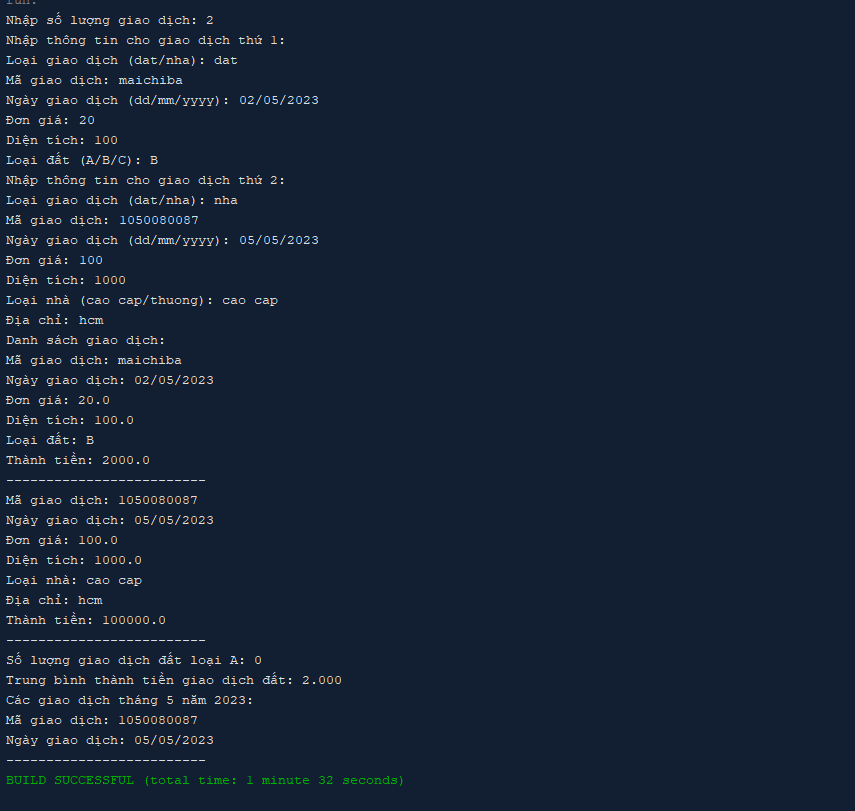 run:
Nhập số lượng giao dịch: 2
Nhập thông tin cho giao dịch thứ 1:
Loại giao dịch (dat/nha): dat
Mã giao dịch: maichiba
Ngày giao dịch (dd/mm/yyyy): 02/05/2023
Đơn giá: 20
Diện tích: 100
Loại đất (A/B/C): B
Nhập thông tin cho giao dịch thứ 2:
Loại giao dịch (dat/nha): nha
Mã giao dịch: 1050080087
Ngày giao dịch (dd/mm/yyyy): 05/05/2023
Đơn giá: 100
Diện tích: 1000
Loại nhà (cao cap/thuong): cao cap
Địa chỉ: hcm
Danh sách giao dịch:
Mã giao dịch: maichiba
Ngày giao dịch: 02/05/2023
Đơn giá: 20.0
Diện tích: 100.0
Loại đất: B
Thành tiền: 2000.0
-------------------------
Mã giao dịch: 1050080087
Ngày giao dịch: 05/05/2023
Đơn giá: 100.0
Diện tích: 1000.0
Loại nhà: cao cap
Địa chỉ: hcm
Thành tiền: 100000.0
-------------------------
Số lượng giao dịch đất loại A: 0
Trung bình thành tiền giao dịch đất: 2.000
Các giao dịch tháng 5 năm 2023:
Mã giao dịch: 1050080087
Ngày giao dịch: 05/05/2023
-------------------------
BUILD SUCCESSFUL (total time: 1 minute 32 seconds)